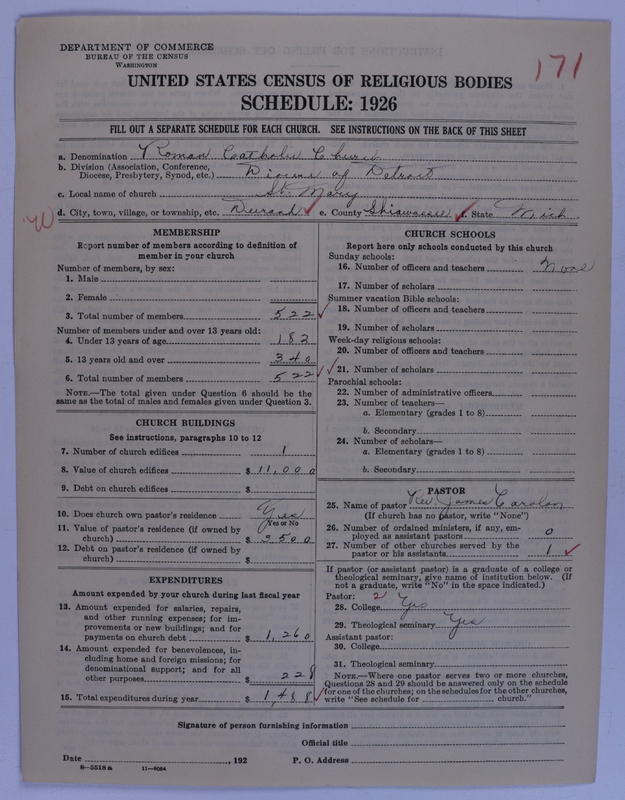 DEPARTMENT OF COMMERCE
BUREAU OF THE CENSUS
WASHINGTON
171
UNITED STATES CENSUS OF RELIGIOUS BODIES
SCHEDULE: 1926
FILL OUT A SEPARATE SCHEDULE FOR EACH CHURCH. SEE INSTRUCTIONS ON THE BACK OF THIS SHEET
a. Denomination Roman Catholic Church
b. Division (Association, Conference,
Diocese, Presbytery, Synod, etc.) Diocese of Detroit
c. Local name of church St. Mary
d. City, town, village, or township, etc. Durand e. County Shiawassee f. State Mich
MEMBERSHIP
Report number of members according to definition of
member in your church
Number of members, by sex:
1. Male
2. Female
3. Total number of members 522
Number of members under and over 13 years old:
4. Under 13 years of age 182
5. 13 years old and over 340
6. Total number of members 522
NOTE.—The total given under Question 6 should be the
same as the total of males and females given under Question 3.
CHURCH BUILDINGS
See instructions, paragraphs 10 to 12
7. Number of church edifices 1
8. Value of church edifices $ 11,000
9. Debt on church edifices $
10. Does church own pastor's residence Yes
Yes or No
11. Value of pastor's residence (if owned by
church) $ 2500
12. Debt on pastor's residence (if owned by
church) $
EXPENDITURES
Amount expended by your church during last fiscal year
13. Amount expended for salaries, repairs,
and other running expenses; for im-
provements or new buildings; and for
payments on church debt $ 1,260
14. Amount expended for benevolences, in-
cluding home and foreign missions; for
denominational support; and for all
other purposes $ 228
15. Total expenditures during year $ 1,488
CHURCH SCHOOLS
Report here only schools conducted by this church
Sunday schools:
16. Number of officers and teachers None
17. Number of scholars
Summer vacation Bible schools:
18. Number of officers and teachers
19. Number of scholars
Week-day religious schools:
20. Number of officers and teachers
21. Number of scholars
Parochial schools:
22. Number of administrative officers
23. Number of teachers—
a. Elementary (grades 1 to 8)
b. Secondary
24. Number of scholars—
a. Elementary (grades 1 to 8)
b. Secondary
PASTOR
25. Name of pastor Rev James Carolan
(If church has no pastor, write "None")
26. Number of ordained ministers, if any, em-
ployed as assistant pastors 0
27. Number of other churches served by the
pastor or his assistants 1
If pastor (or assistant pastor) is a graduate of a college or
theological seminary, give name of institution below. (If
not a graduate, write "No" in the space indicated.)
Pastor: 2
28. College Yes
29. Theological seminary Yes
Assistant pastor:
30. College
31. Theological seminary
NOTE.—Where one pastor serves two or more churches,
Questions 28 and 29 should be answered only on the schedule
for one of the churches; on the schedules for the other churches,
write "See schedule for church."
Signature of person furnishing information
Official title
Date , 192 P. O. Address
8—5518a 11—8034